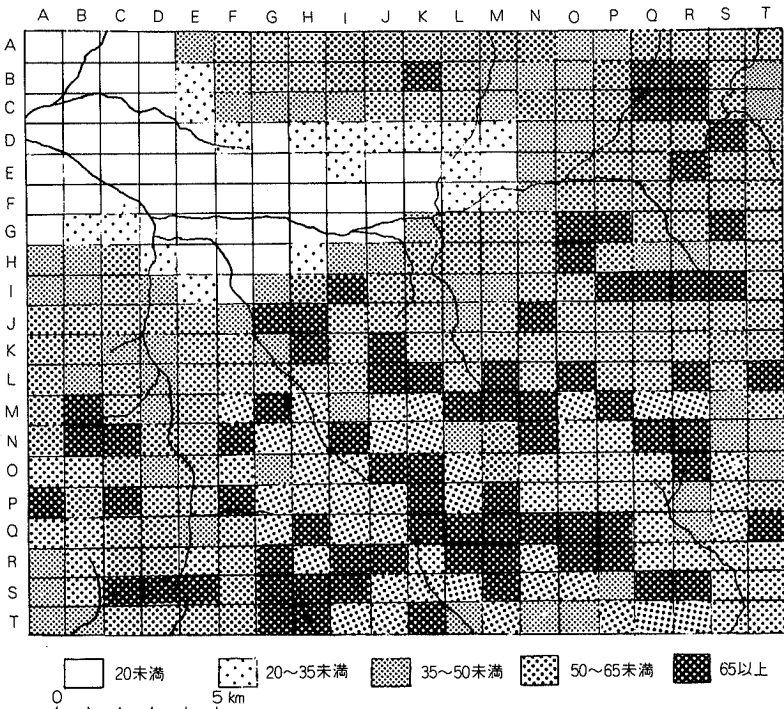 A B C D E F G H I J K L M N O P Q R S T
A
B
C
D
E
F
G
H
I
J
K
L
M
N
O
P
Q
R
S
T
20未満 20～35未満 35～50未満 50～65未満 65以上
0 5 km